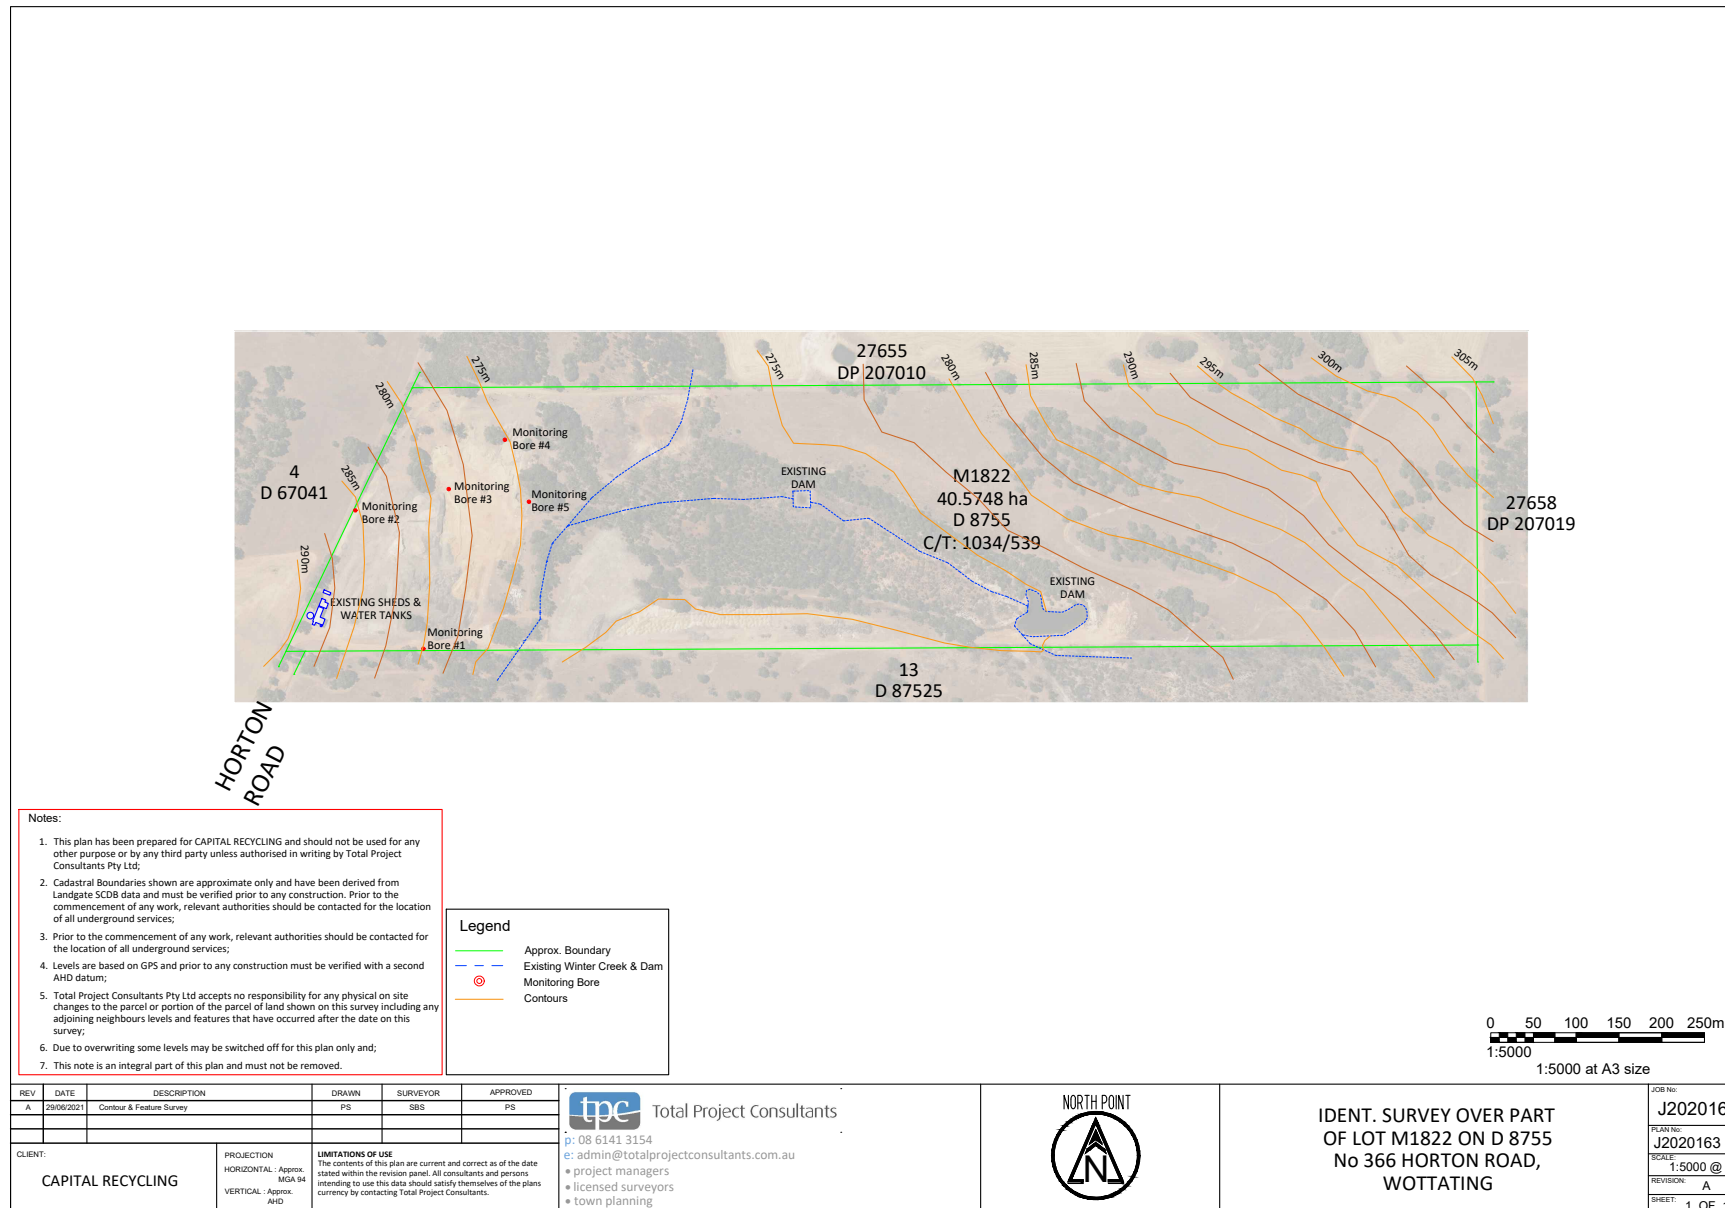 27655
DP 207010
275m
280m
285m
290m
275m
280m
285m
290m
295m
300m
305m
4
D 67041
Monitoring
Bore #4
Monitoring
Bore #3
Monitoring
Bore #5
Monitoring
Bore #2
EXISTING
DAM
M1822
40.5748 ha
D 8755
C/T: 1034/539
27658
DP 207019
EXISTING SHEDS &
WATER TANKS
EXISTING
DAM
Monitoring
Bore #1
13
D 87525
HORTON
ROAD
Notes:
1. This plan has been prepared for CAPITAL RECYCLING and should not be used for any
other purpose or by any third party unless authorised in writing by Total Project
Consultants Pty Ltd;
2. Cadastral Boundaries shown are approximate only and have been derived from
Landgate SCDB data and must be verified prior to any construction. Prior to the
commencement of any work, relevant authorities should be contacted for the location
of all underground services;
3. Prior to the commencement of any work, relevant authorities should be contacted for
the location of all underground services;
4. Levels are based on GPS and prior to any construction must be verified with a second
AHD datum;
5. Total Project Consultants Pty Ltd accepts no responsibility for any physical on site
changes to the parcel or portion of the parcel of land shown on this survey including any
adjoining neighbours levels and features that have occurred after the date on this
survey;
6. Due to overwriting some levels may be switched off for this plan only and;
7. This note is an integral part of this plan and must not be removed.
Legend
Approx. Boundary
Existing Winter Creek & Dam
Monitoring Bore
Contours
0 50 100 150 200 250m
1:5000
1:5000 at A3 size
REV DATE DESCRIPTION DRAWN SURVEYOR APPROVED
A 29/06/2021 Contour & Feature Survey PS SBS PS
CLIENT:
CAPITAL RECYCLING
PROJECTION
HORIZONTAL : Approx.
MGA 94
VERTICAL : Approx.
AHD
LIMITATIONS OF USE
The contents of this plan are current and correct as of the date
stated within the revision panel. All consultants and persons
intending to use this data should satisfy themselves of the plans
currency by contacting Total Project Consultants.
tpc Total Project Consultants
p: 08 6141 3154
e: admin@totalprojectconsultants.com.au
• project managers
• licensed surveyors
• town planning
NORTH POINT
N
IDENT. SURVEY OVER PART
OF LOT M1822 ON D 8755
No 366 HORTON ROAD,
WOTTATING
JOB No:
J202016
PLAN No:
J2020163
SCALE:
1:5000 @
REVISION: A
SHEET: 1 OF